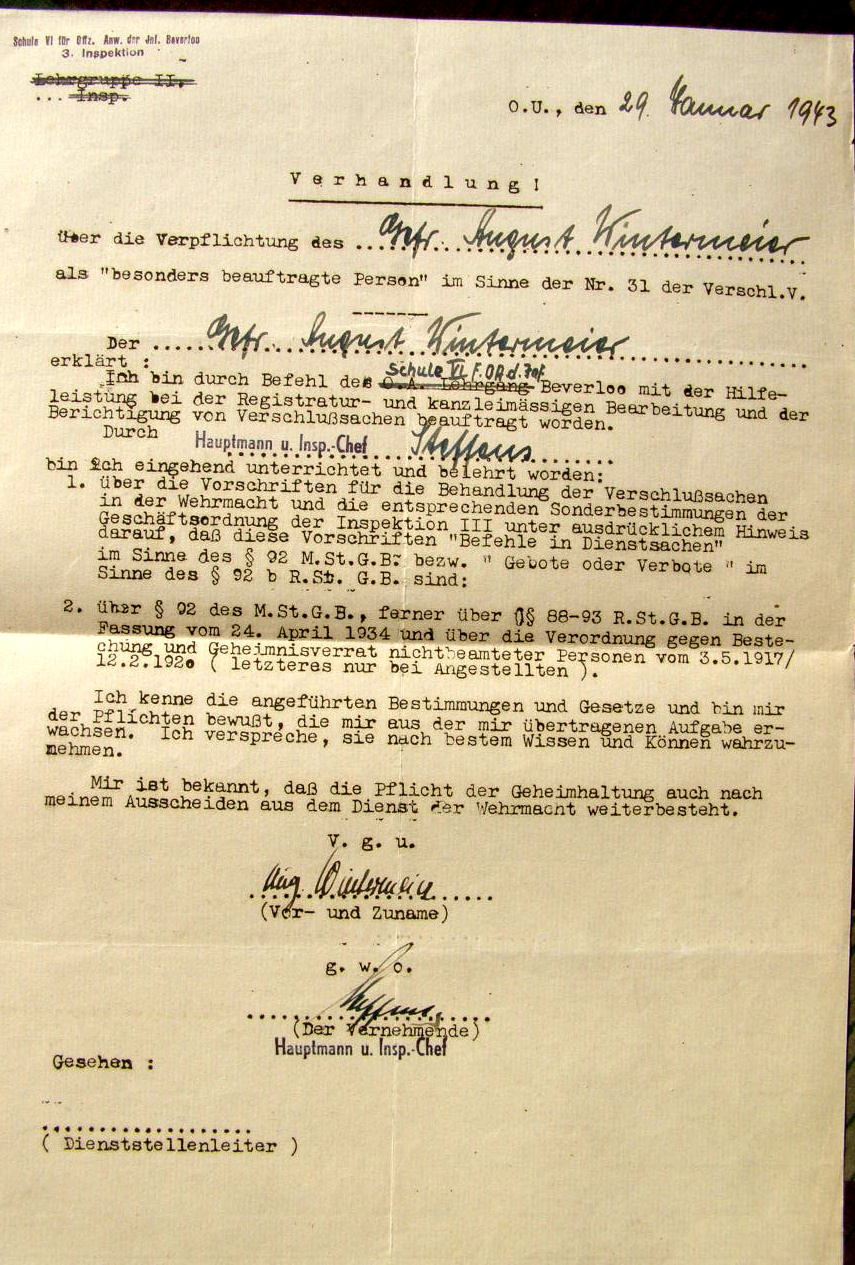 Schule VI für Offz. Anw. der Inf. Beverloo
3. Inspektion
Lehrgruppe II,
... Insp.
O.U., den 29. Januar 1943
Verhandlung!
über die Verpflichtung des ...Gefr. August Wintermeier
als "besonders beauftragte Person" im Sinne der Nr. 31 der Verschl.V.
Der ..... Gefr. August Wintermeier
erklärt :
Ich bin durch Befehl des O.A. Lehrgang Schule VI f. OA d. Inf. Beverloo mit der Hilfe-
leistung bei der Registratur- und kanzleimässigen Bearbeitung und der
Berichtigung von Verschlußsachen beauftragt worden.
Durch Hauptmann u. Insp.-Chef Steffens
bin ich eingehend unterrichtet und belehrt worden:
1. über die Vorschriften für die Behandlung der Verschlußsachen
in der Wehrmacht und die entsprechenden Sonderbestimmungen der
Geschäftsordnung der Inspektion III unter ausdrücklichem Hinweis
darauf, daß diese Vorschriften "Befehle in Dienstsachen"
im Sinne des § 92 M.St.G.B. bezw. " Gebote oder Verbote " im
Sinne des § 92 b R.St. G.B. sind:
2. über § 92 des M.St.G.B., ferner über §§ 88-93 R.St.G.B. in der
Fassung vom 24. April 1934 und über die Verordnung gegen Beste-
chung und Geheimnisverrat nichtbeamteter Personen vom 3.5.1917/
12.2.1920 ( letzteres nur bei Angestellten ).
Ich kenne die angeführten Bestimmungen und Gesetze und bin mir
der Pflichten bewußt, die mir aus der mir übertragenen Aufgabe er-
wachsen. Ich verspreche, sie nach bestem Wissen und Können wahrzu-
nehmen.
Mir ist bekannt, daß die Pflicht der Geheimhaltung auch nach
meinem Ausscheiden aus dem Dienst der Wehrmacht weiterbesteht.
V. g. u.
Aug. Wintermeier
(Vor- und Zuname)
g. w. o.
Steffens
(Der Vernehmende)
Hauptmann u. Insp.-Chef
Gesehen :
...................
( Dienststellenleiter )